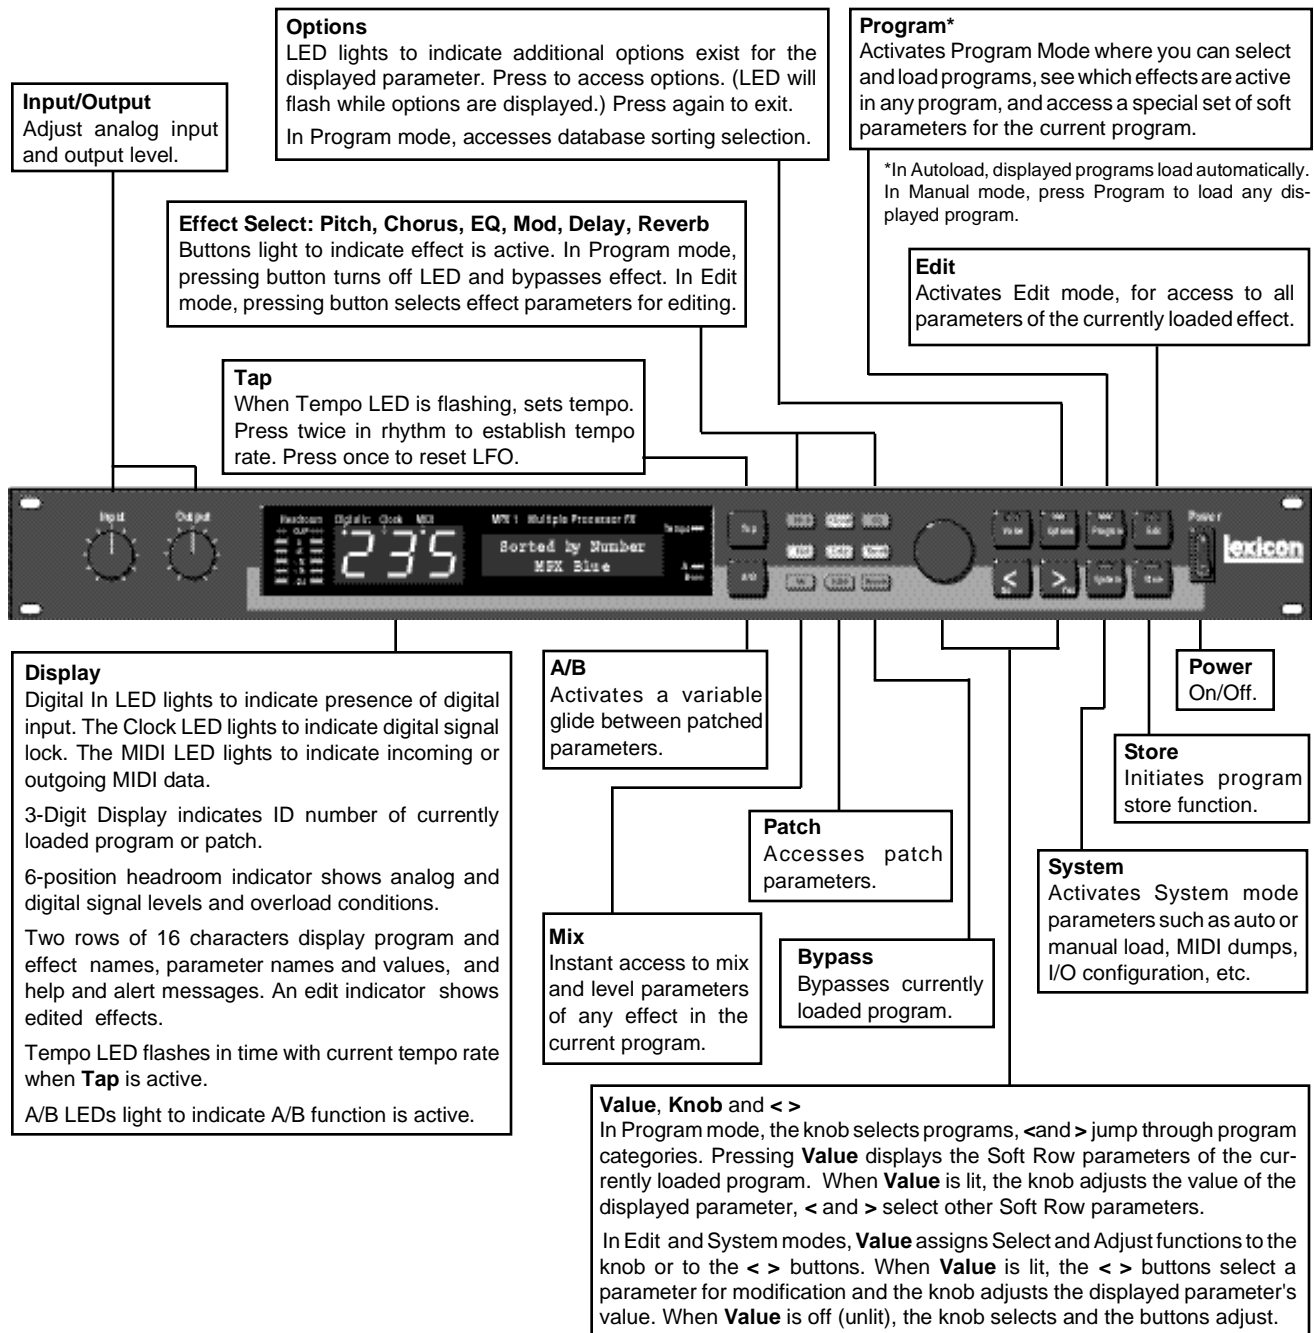 Options
LED lights to indicate additional options exist for the
displayed parameter. Press to access options. (LED will
flash while options are displayed.) Press again to exit.
In Program mode, accesses database sorting selection.
Program*
Activates Program Mode where you can select
and load programs, see which effects are active
in any program, and access a special set of soft
parameters for the current program.
*In Autoload, displayed programs load automatically.
In Manual mode, press Program to load any dis-
played program.
Input/Output
Adjust analog input
and output level.
Effect Select: Pitch, Chorus, EQ, Mod, Delay, Reverb
Buttons light to indicate effect is active. In Program mode,
pressing button turns off LED and bypasses effect. In Edit
mode, pressing button selects effect parameters for editing.
Edit
Activates Edit mode, for access to all
parameters of the currently loaded effect.
Tap
When Tempo LED is flashing, sets tempo.
Press twice in rhythm to establish tempo
rate. Press once to reset LFO.
Input
Output
Headroom Digital In Clock MIDI
235
MPX 1 Multiple Processor FX
Tempo
Sorted by Number
MPX Blue
Tap
A/B
Value
Options
Program
Edit
<
>
System
Store
Power
lexicon
Display
Digital In LED lights to indicate presence of digital
input. The Clock LED lights to indicate digital signal
lock. The MIDI LED lights to indicate incoming or
outgoing MIDI data.
3-Digit Display indicates ID number of currently
loaded program or patch.
6-position headroom indicator shows analog and
digital signal levels and overload conditions.
Two rows of 16 characters display program and
effect names, parameter names and values, and
help and alert messages. An edit indicator shows
edited effects.
Tempo LED flashes in time with current tempo rate
when Tap is active.
A/B LEDs light to indicate A/B function is active.
A/B
Activates a variable
glide between patched
parameters.
Mix
Instant access to mix
and level parameters
of any effect in the
current program.
Patch
Accesses patch
parameters.
Bypass
Bypasses currently
loaded program.
Power
On/Off.
Store
Initiates program
store function.
System
Activates System mode
parameters such as auto or
manual load, MIDI dumps,
I/O configuration, etc.
Value, Knob and < >
In Program mode, the knob selects programs, <and > jump through program
categories. Pressing Value displays the Soft Row parameters of the cur-
rently loaded program. When Value is lit, the knob adjusts the value of the
displayed parameter, < and > select other Soft Row parameters.
In Edit and System modes, Value assigns Select and Adjust functions to the
knob or to the < > buttons. When Value is lit, the < > buttons select a
parameter for modification and the knob adjusts the displayed parameter's
value. When Value is off (unlit), the knob selects and the buttons adjust.